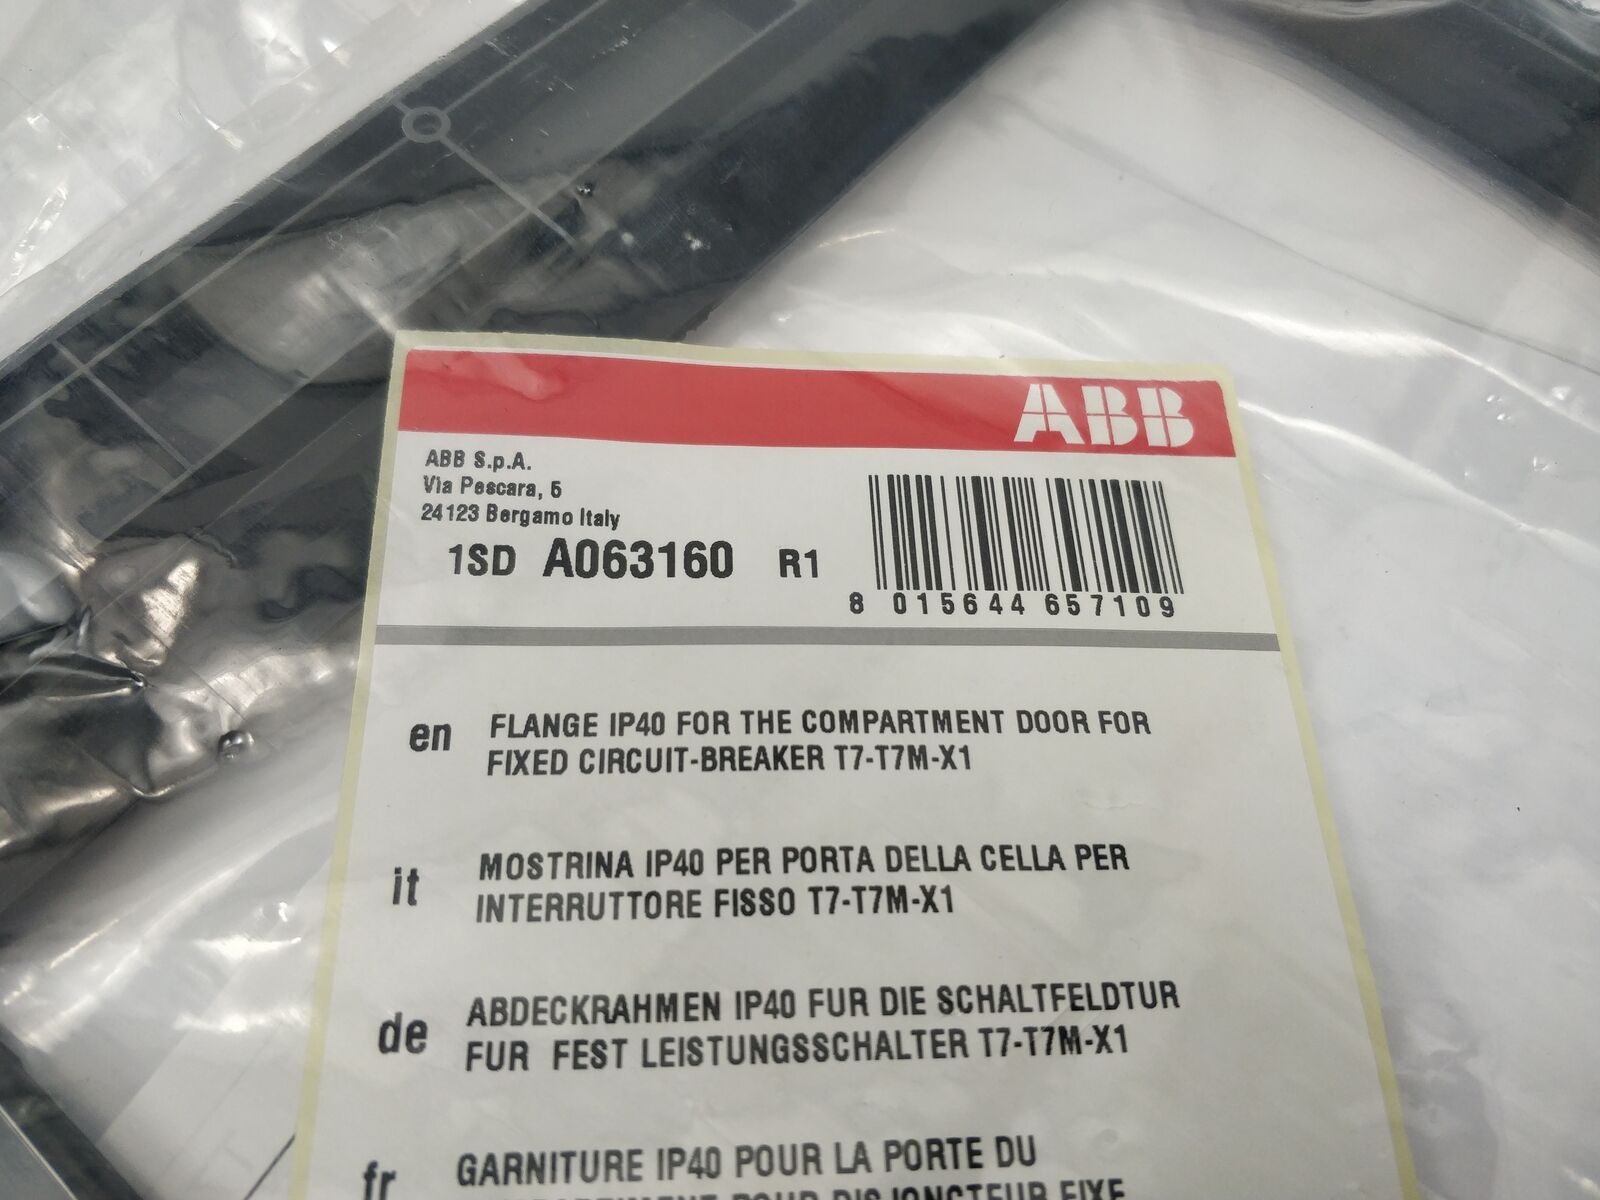 ABB
ABB S.p.A.
Via Pescara, 5
24123 Bergamo Italy
1SD A063160 R1
8 015644 657109
en FLANGE IP40 FOR THE COMPARTMENT DOOR FOR
FIXED CIRCUIT-BREAKER T7-T7M-X1
it MOSTRINA IP40 PER PORTA DELLA CELLA PER
INTERRUTTORE FISSO T7-T7M-X1
de ABDECKRAHMEN IP40 FUR DIE SCHALTFELDTUR
FUR FEST LEISTUNGSSCHALTER T7-T7M-X1
fr GARNITURE IP40 POUR LA PORTE DU
POUR DISJONCTEUR FIXE